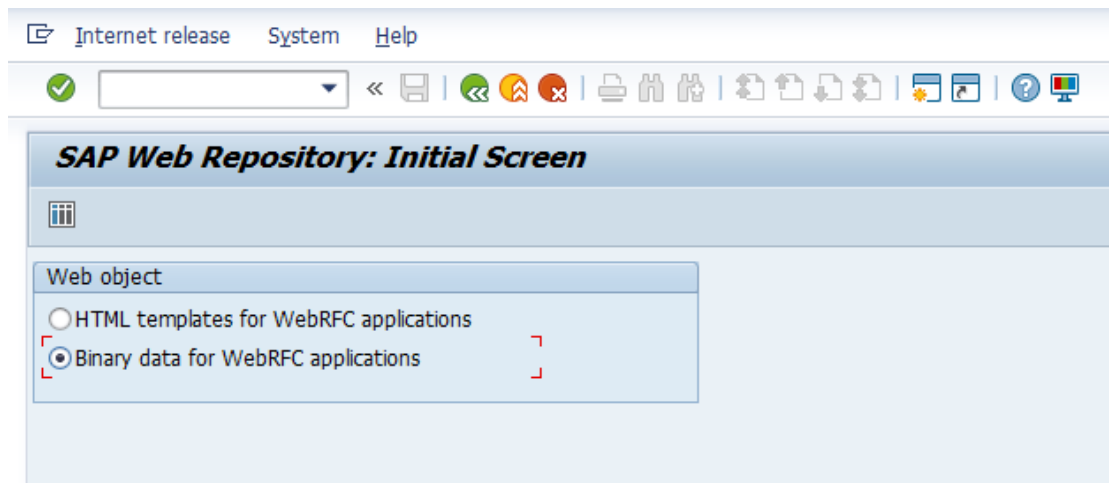 Internet release System Help
SAP Web Repository: Initial Screen
Web object
HTML templates for WebRFC applications
Binary data for WebRFC applications